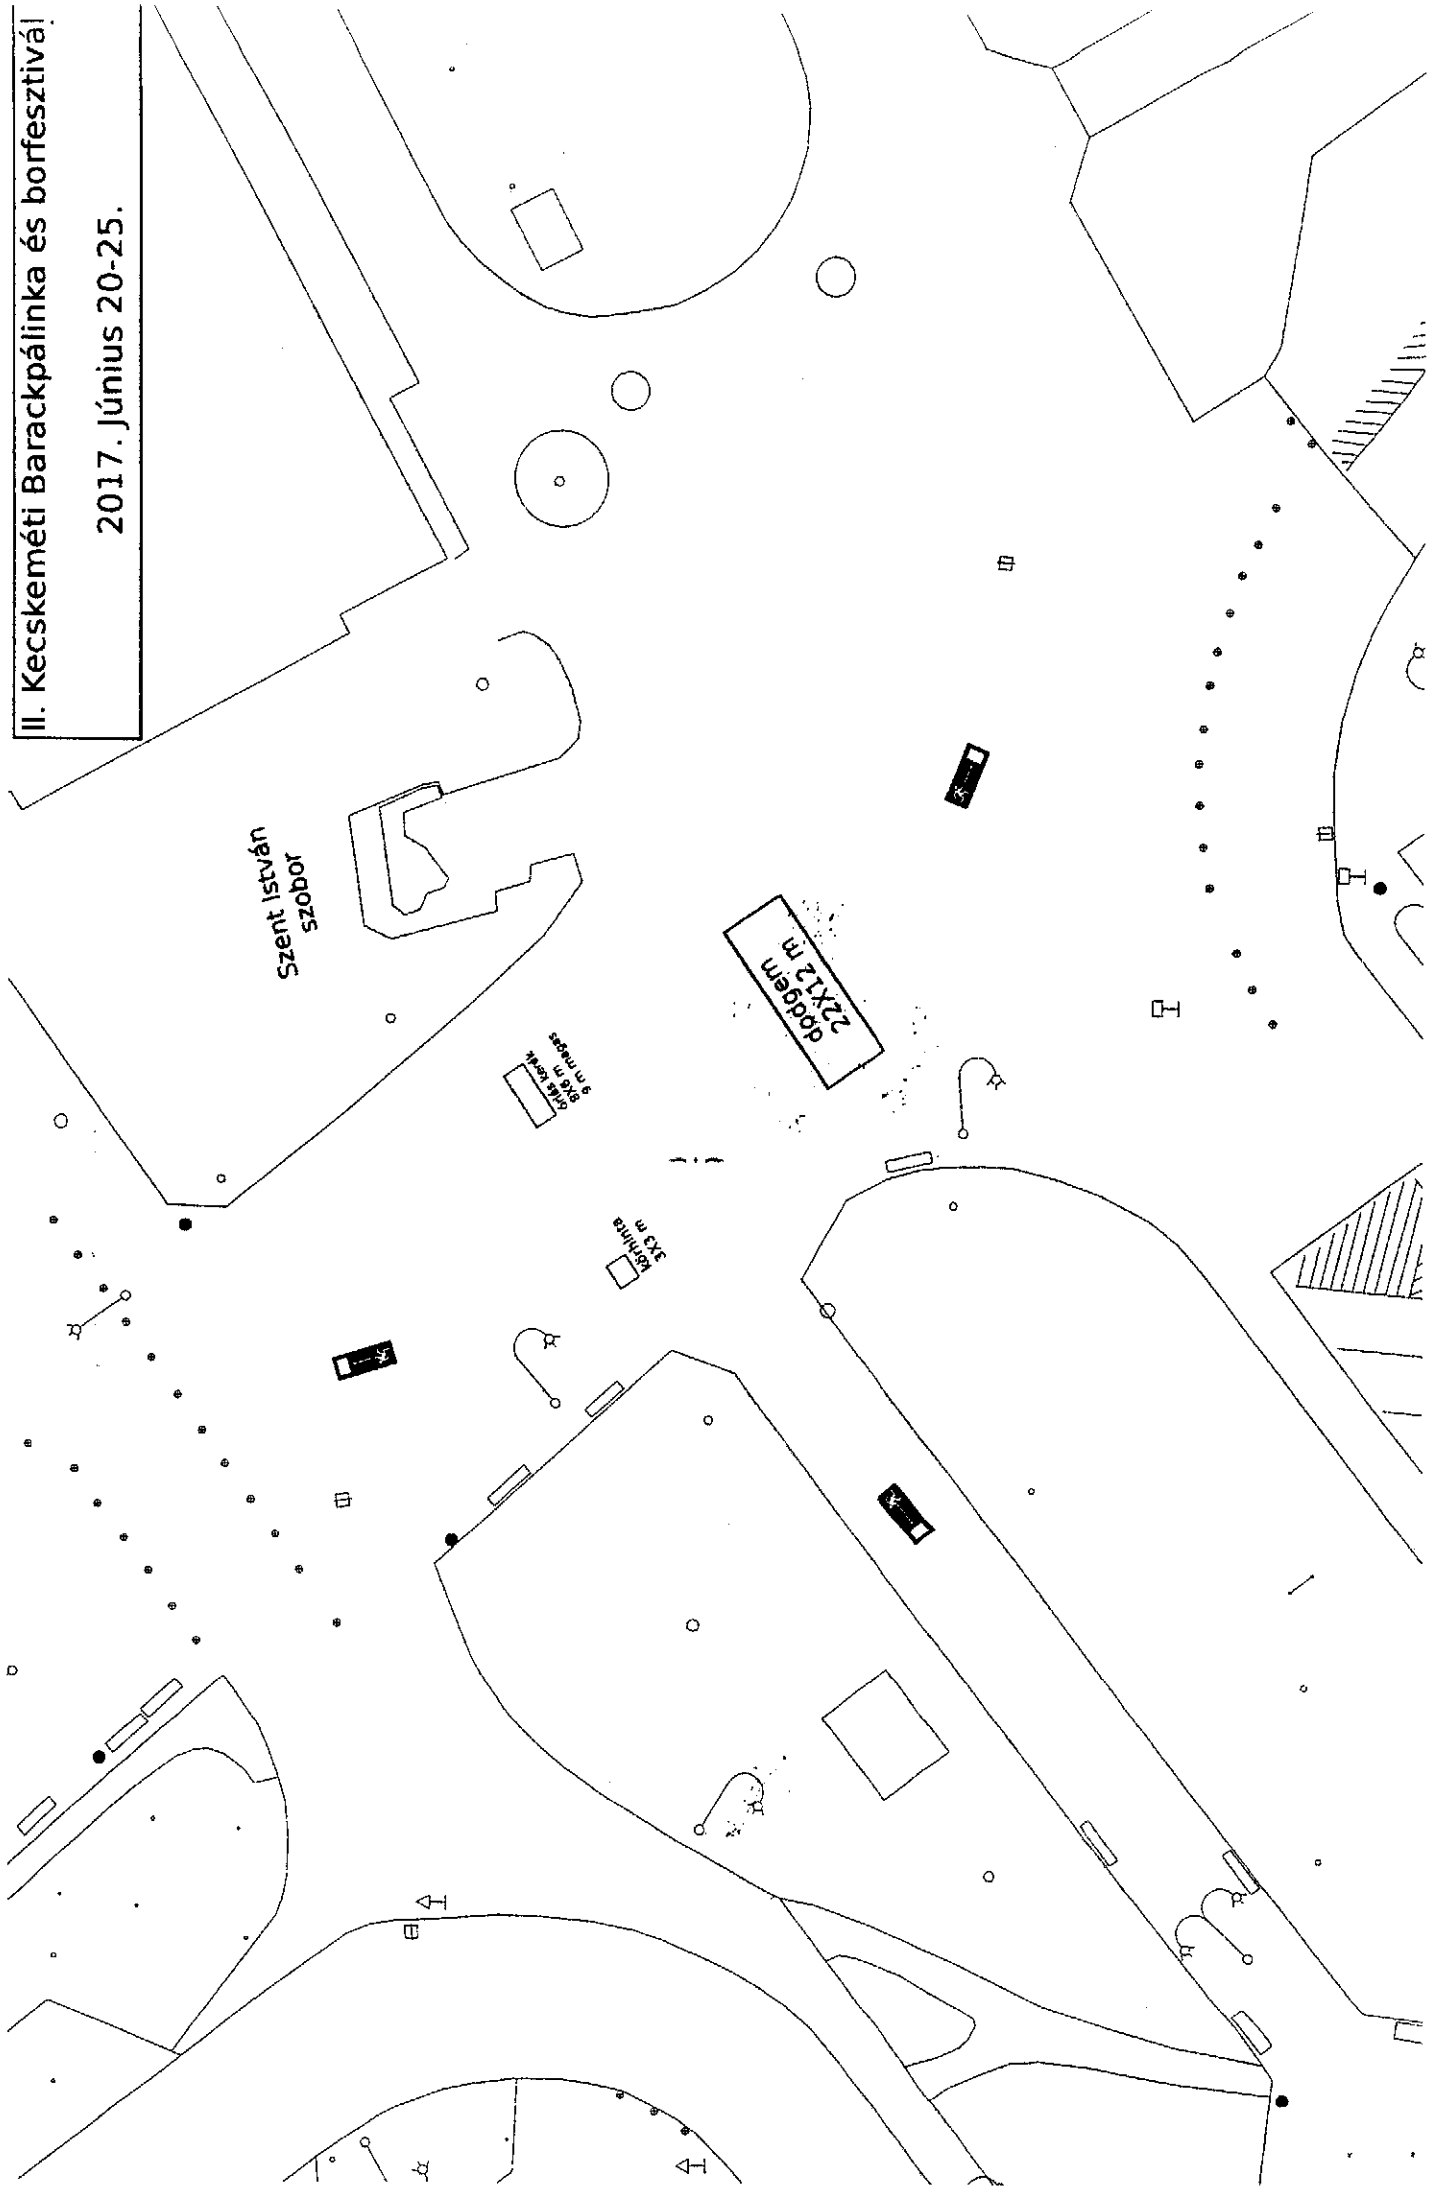 II. Kecskeméti Barackpálinka és borfesztivál
2017. Június 20-25.
Szent István
szobor
dodgem
22X12 m
óriás kerék
8X6 m
9 m magas
körhinta
3X3 m